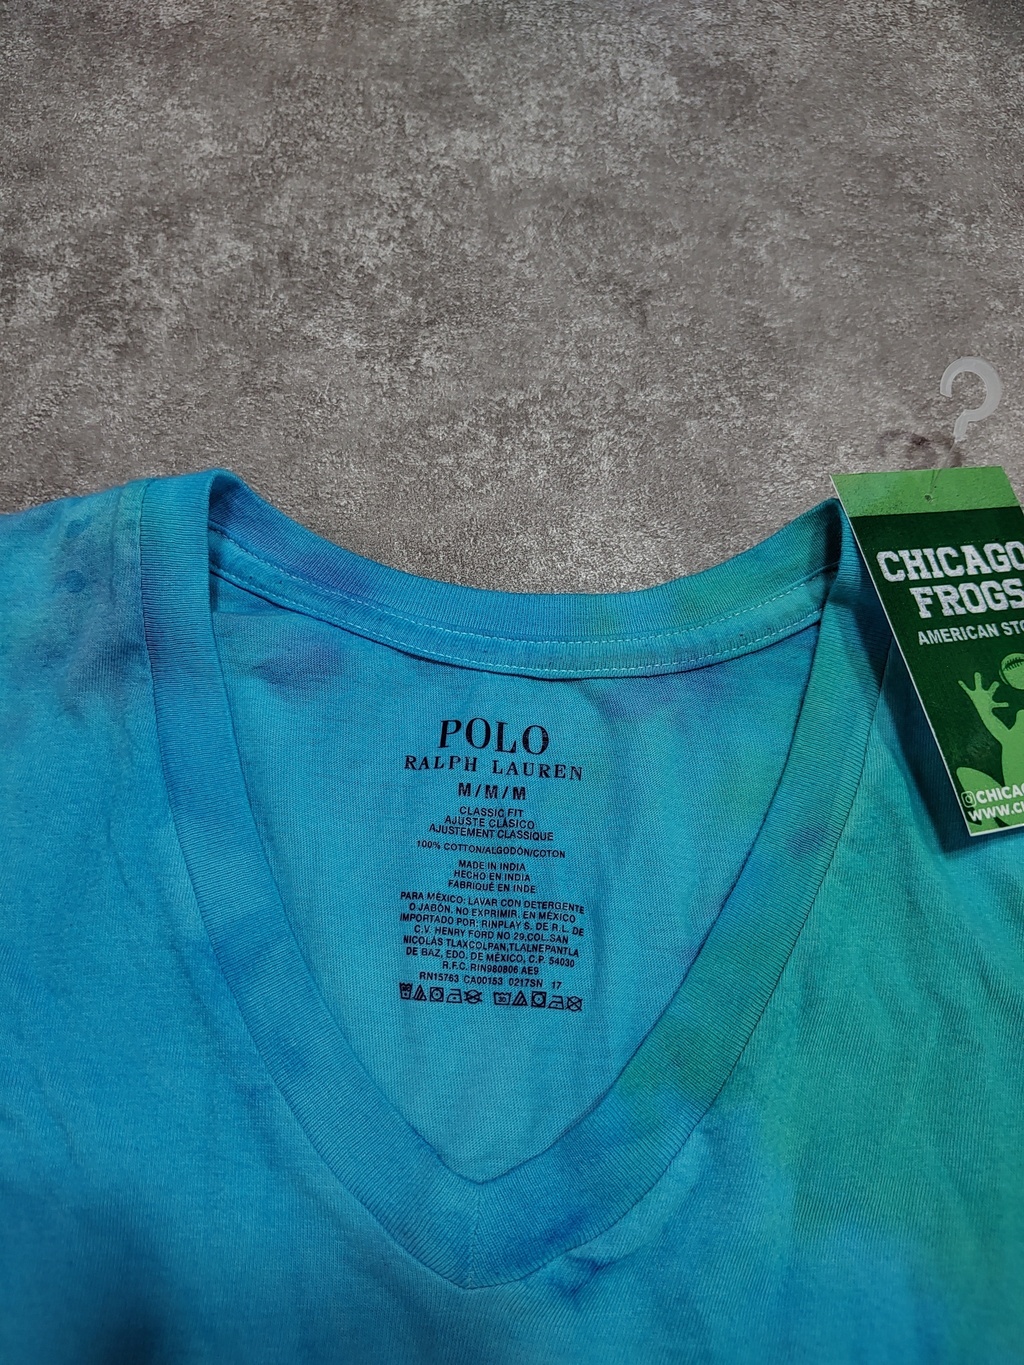 POLO
RALPH LAUREN
M/M/M
CLASSIC FIT
AJUSTE CLÁSICO
AJUSTEMENT CLASSIQUE
100% COTTON/ALGODÓN/COTON
MADE IN INDIA
HECHO EN INDIA
FABRIQUÉ EN INDE
PARA MÉXICO: LAVAR CON DETERGENTE
O JABÓN. NO EXPRIMIR. EN MÉXICO
IMPORTADO POR: RINPLAY S. DE R.L. DE
C.V. HENRY FORD NO 29,COL.SAN
NICOLÁS TLAXCOLPAN,TLALNEPANTLA
DE BAZ, EDO. DE MÉXICO, C.P. 54030
R.F.C. RIN980806 AE9
RN15763 CA00153 0217SN 17
CHICAGO
FROGS
AMERICAN STO
@CHICAG
WWW.C
?